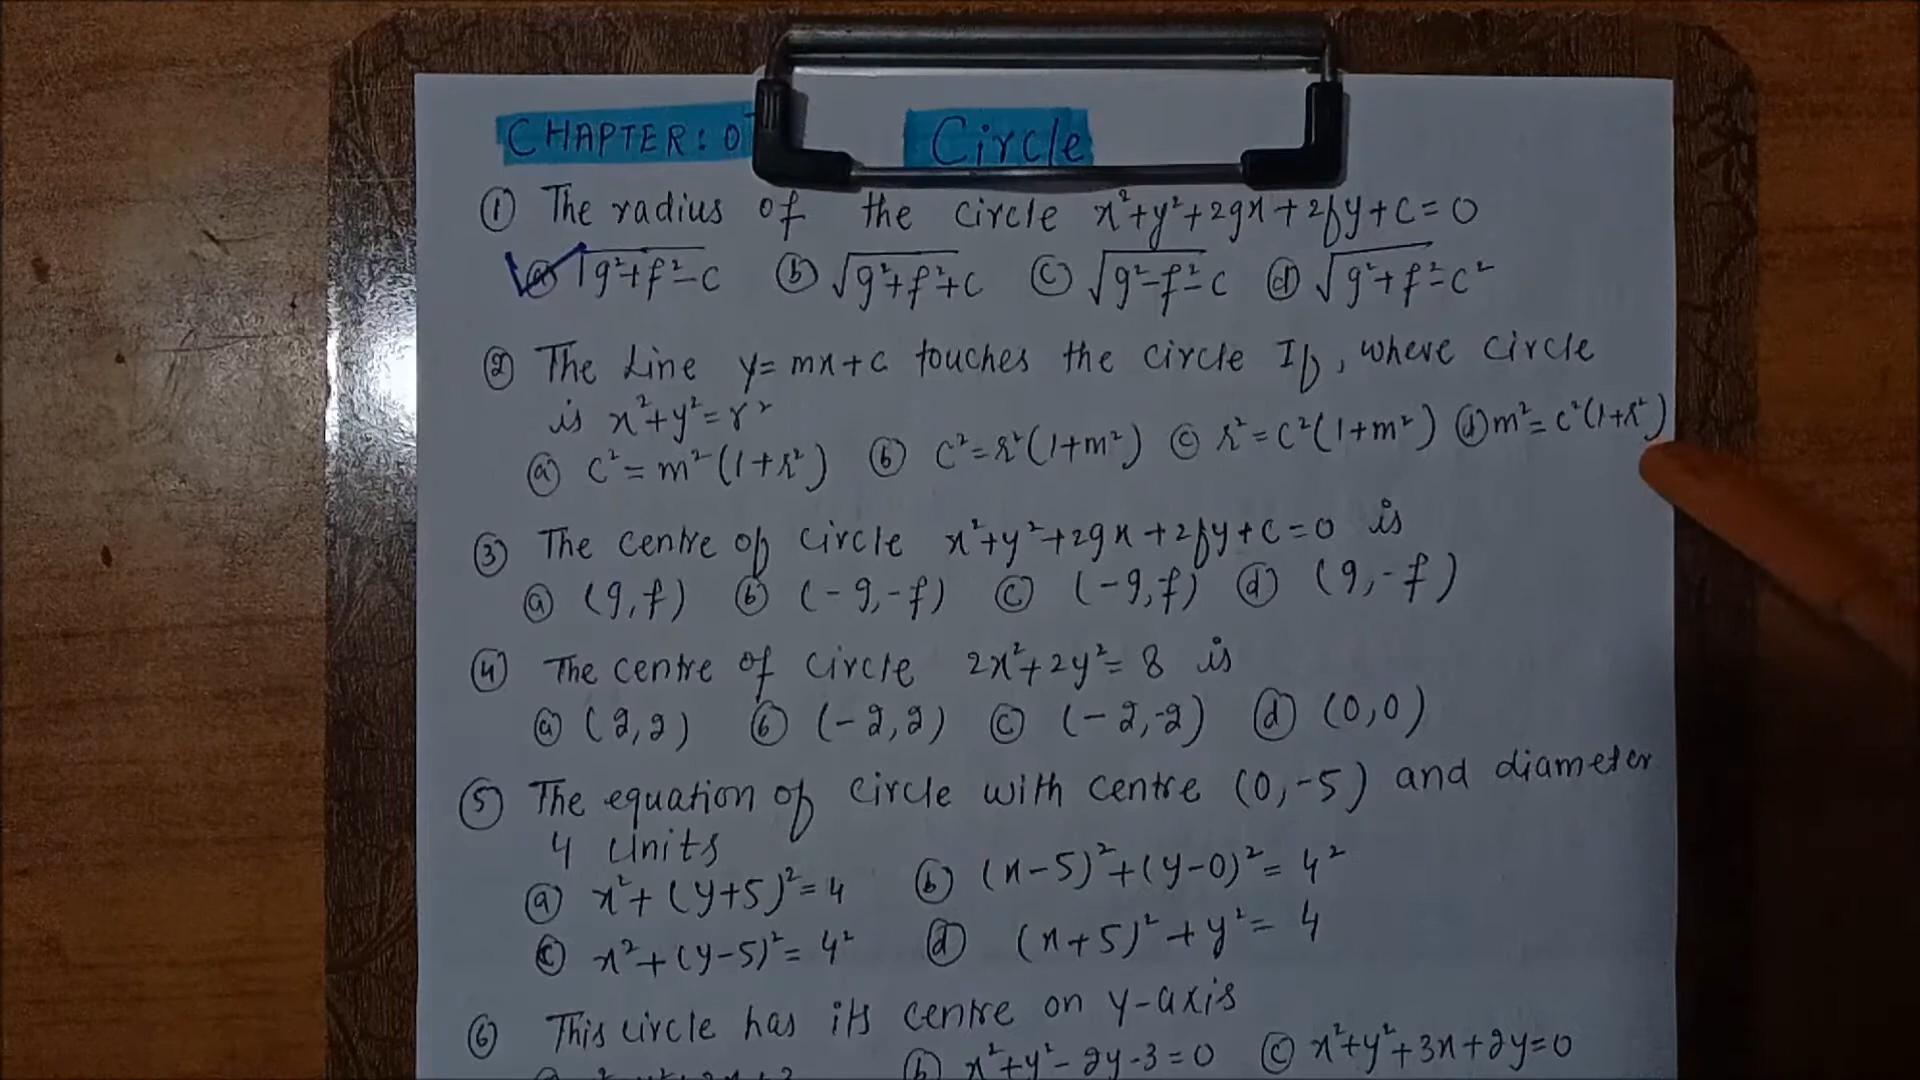 CHAPTER: 0
Circle
① The radius of the circle x²+y²+2gx+2fy+c=0
ⓐ √g²+f²-c ⓑ √g²+f²+c ⓒ √g²-f²-c ⓓ √g²+f²-c²
② The Line y=mx+c touches the circle If, where circle
is x²+y²=r²
ⓐ c²=m²(1+r²) ⓑ c²=r²(1+m²) ⓒ r²=c²(1+m²) ⓓ m²=c²(1+r²)
③ The centre of circle x²+y²+2gx+2fy+c=0 is
ⓐ (g,f) ⓑ (-g,-f) ⓒ (-g,f) ⓓ (g,-f)
④ The centre of circle 2x²+2y²=8 is
ⓐ (2,2) ⓑ (-2,2) ⓒ (-2,-2) ⓓ (0,0)
⑤ The equation of circle with centre (0,-5) and diameter
4 Units
ⓐ x²+(y+5)²=4 ⓑ (x-5)²+(y-0)²=4²
ⓒ x²+(y-5)²=4² ⓓ (x+5)²+y²=4
⑥ This circle has its centre on y-axis
ⓑ x²+y²-2y-3=0 ⓒ x²+y²+3x+2y=0